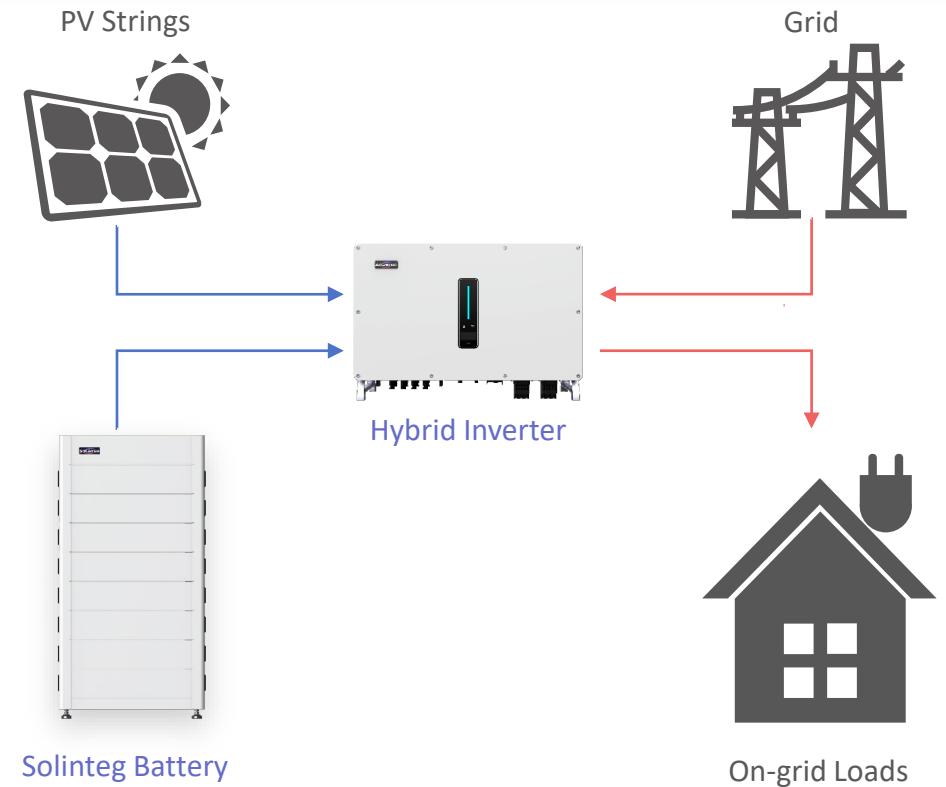 PV Strings
Grid
Hybrid Inverter
Solinteg Battery
On-grid Loads